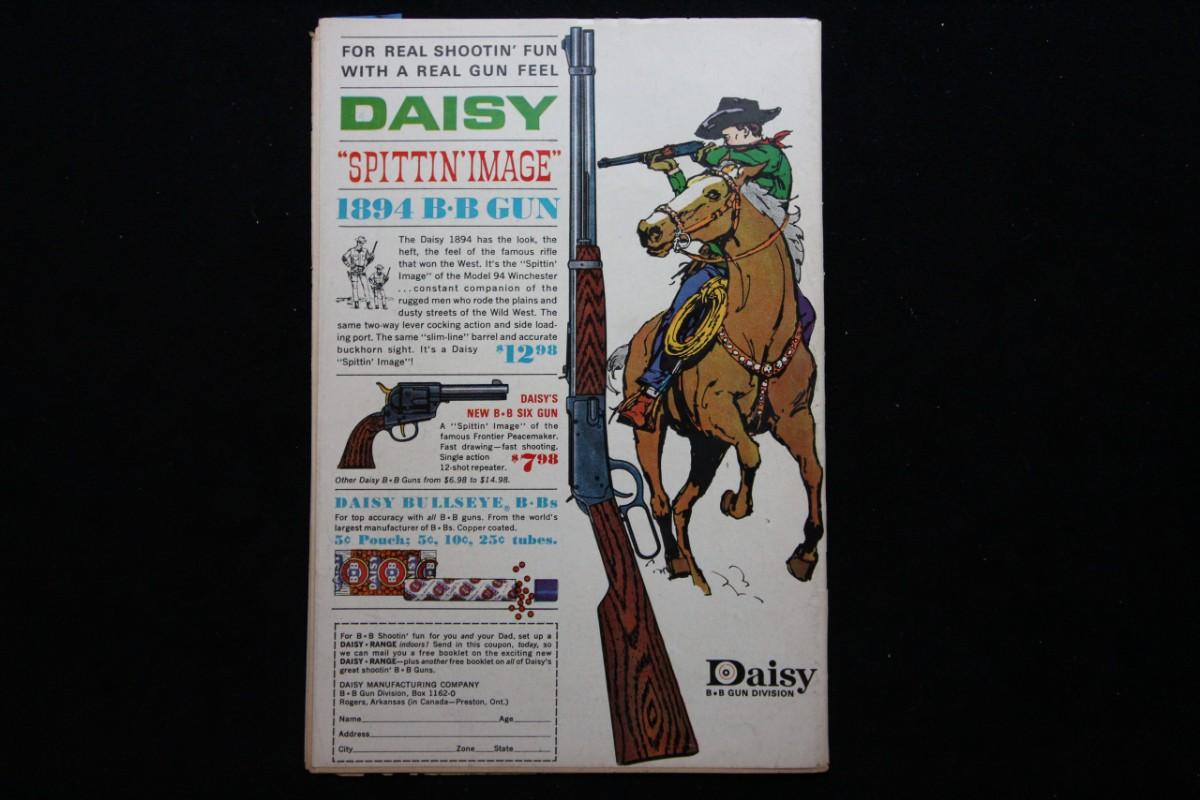 FOR REAL SHOOTIN' FUN
WITH A REAL GUN FEEL
DAISY
"SPITTIN' IMAGE"
1894 B•B GUN
The Daisy 1894 has the look, the
heft, the feel of the famous rifle
that won the West. It's the "Spittin'
Image" of the Model 94 Winchester
...constant companion of the
rugged men who rode the plains and
dusty streets of the Wild West. The
same two-way lever cocking action and side load-
ing port. The same "slim-line" barrel and accurate
buckhorn sight. It's a Daisy
"Spittin' Image"!
$12 98
DAISY'S
NEW B•B SIX GUN
A "Spittin' Image" of the
famous Frontier Peacemaker.
Fast drawing—fast shooting.
Single action
12-shot repeater.
$7 98
Other Daisy B•B Guns from $6.98 to $14.98.
DAISY BULLSEYE® B•Bs
For top accuracy with all B•B guns. From the world's
largest manufacturer of B•Bs. Copper coated.
5¢ Pouch; 5¢, 10¢, 25¢ tubes.
DAISY
BB
DAISY
BB
For B•B Shootin' fun for you and your Dad, set up a
DAISY•RANGE indoors! Send in this coupon, today, so
we can mail you a free booklet on the exciting new
DAISY•RANGE—plus another free booklet on all of Daisy's
great shootin' B•B Guns.
DAISY MANUFACTURING COMPANY
B•B Gun Division, Box 1162-O
Rogers, Arkansas (in Canada—Preston, Ont.)
Name Age
Address
City Zone State
Daisy
B•B GUN DIVISION